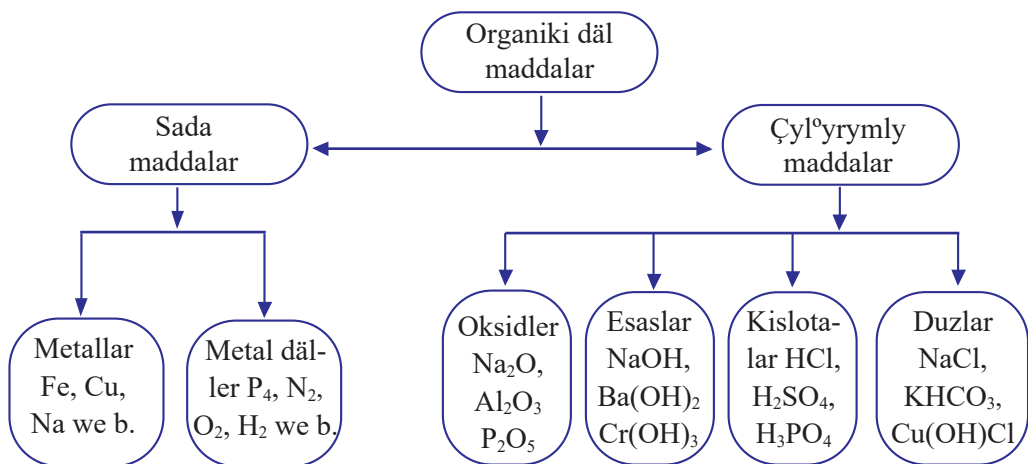 Organiki däl
maddalar
Sada
maddalar
Çylºyrymly
maddalar
Metallar
Fe, Cu,
Na we b.
Metal däl-
ller P₄, N₂,
O₂, H₂ we b.
Oksidler
Na₂O,
Al₂O₃
P₂O₅
Esaslar
NaOH,
Ba(OH)₂
Cr(OH)₃
Kislota-
lar HCl,
H₂SO₄,
H₃PO₄
Duzlar
NaCl,
KHCO₃,
Cu(OH)Cl